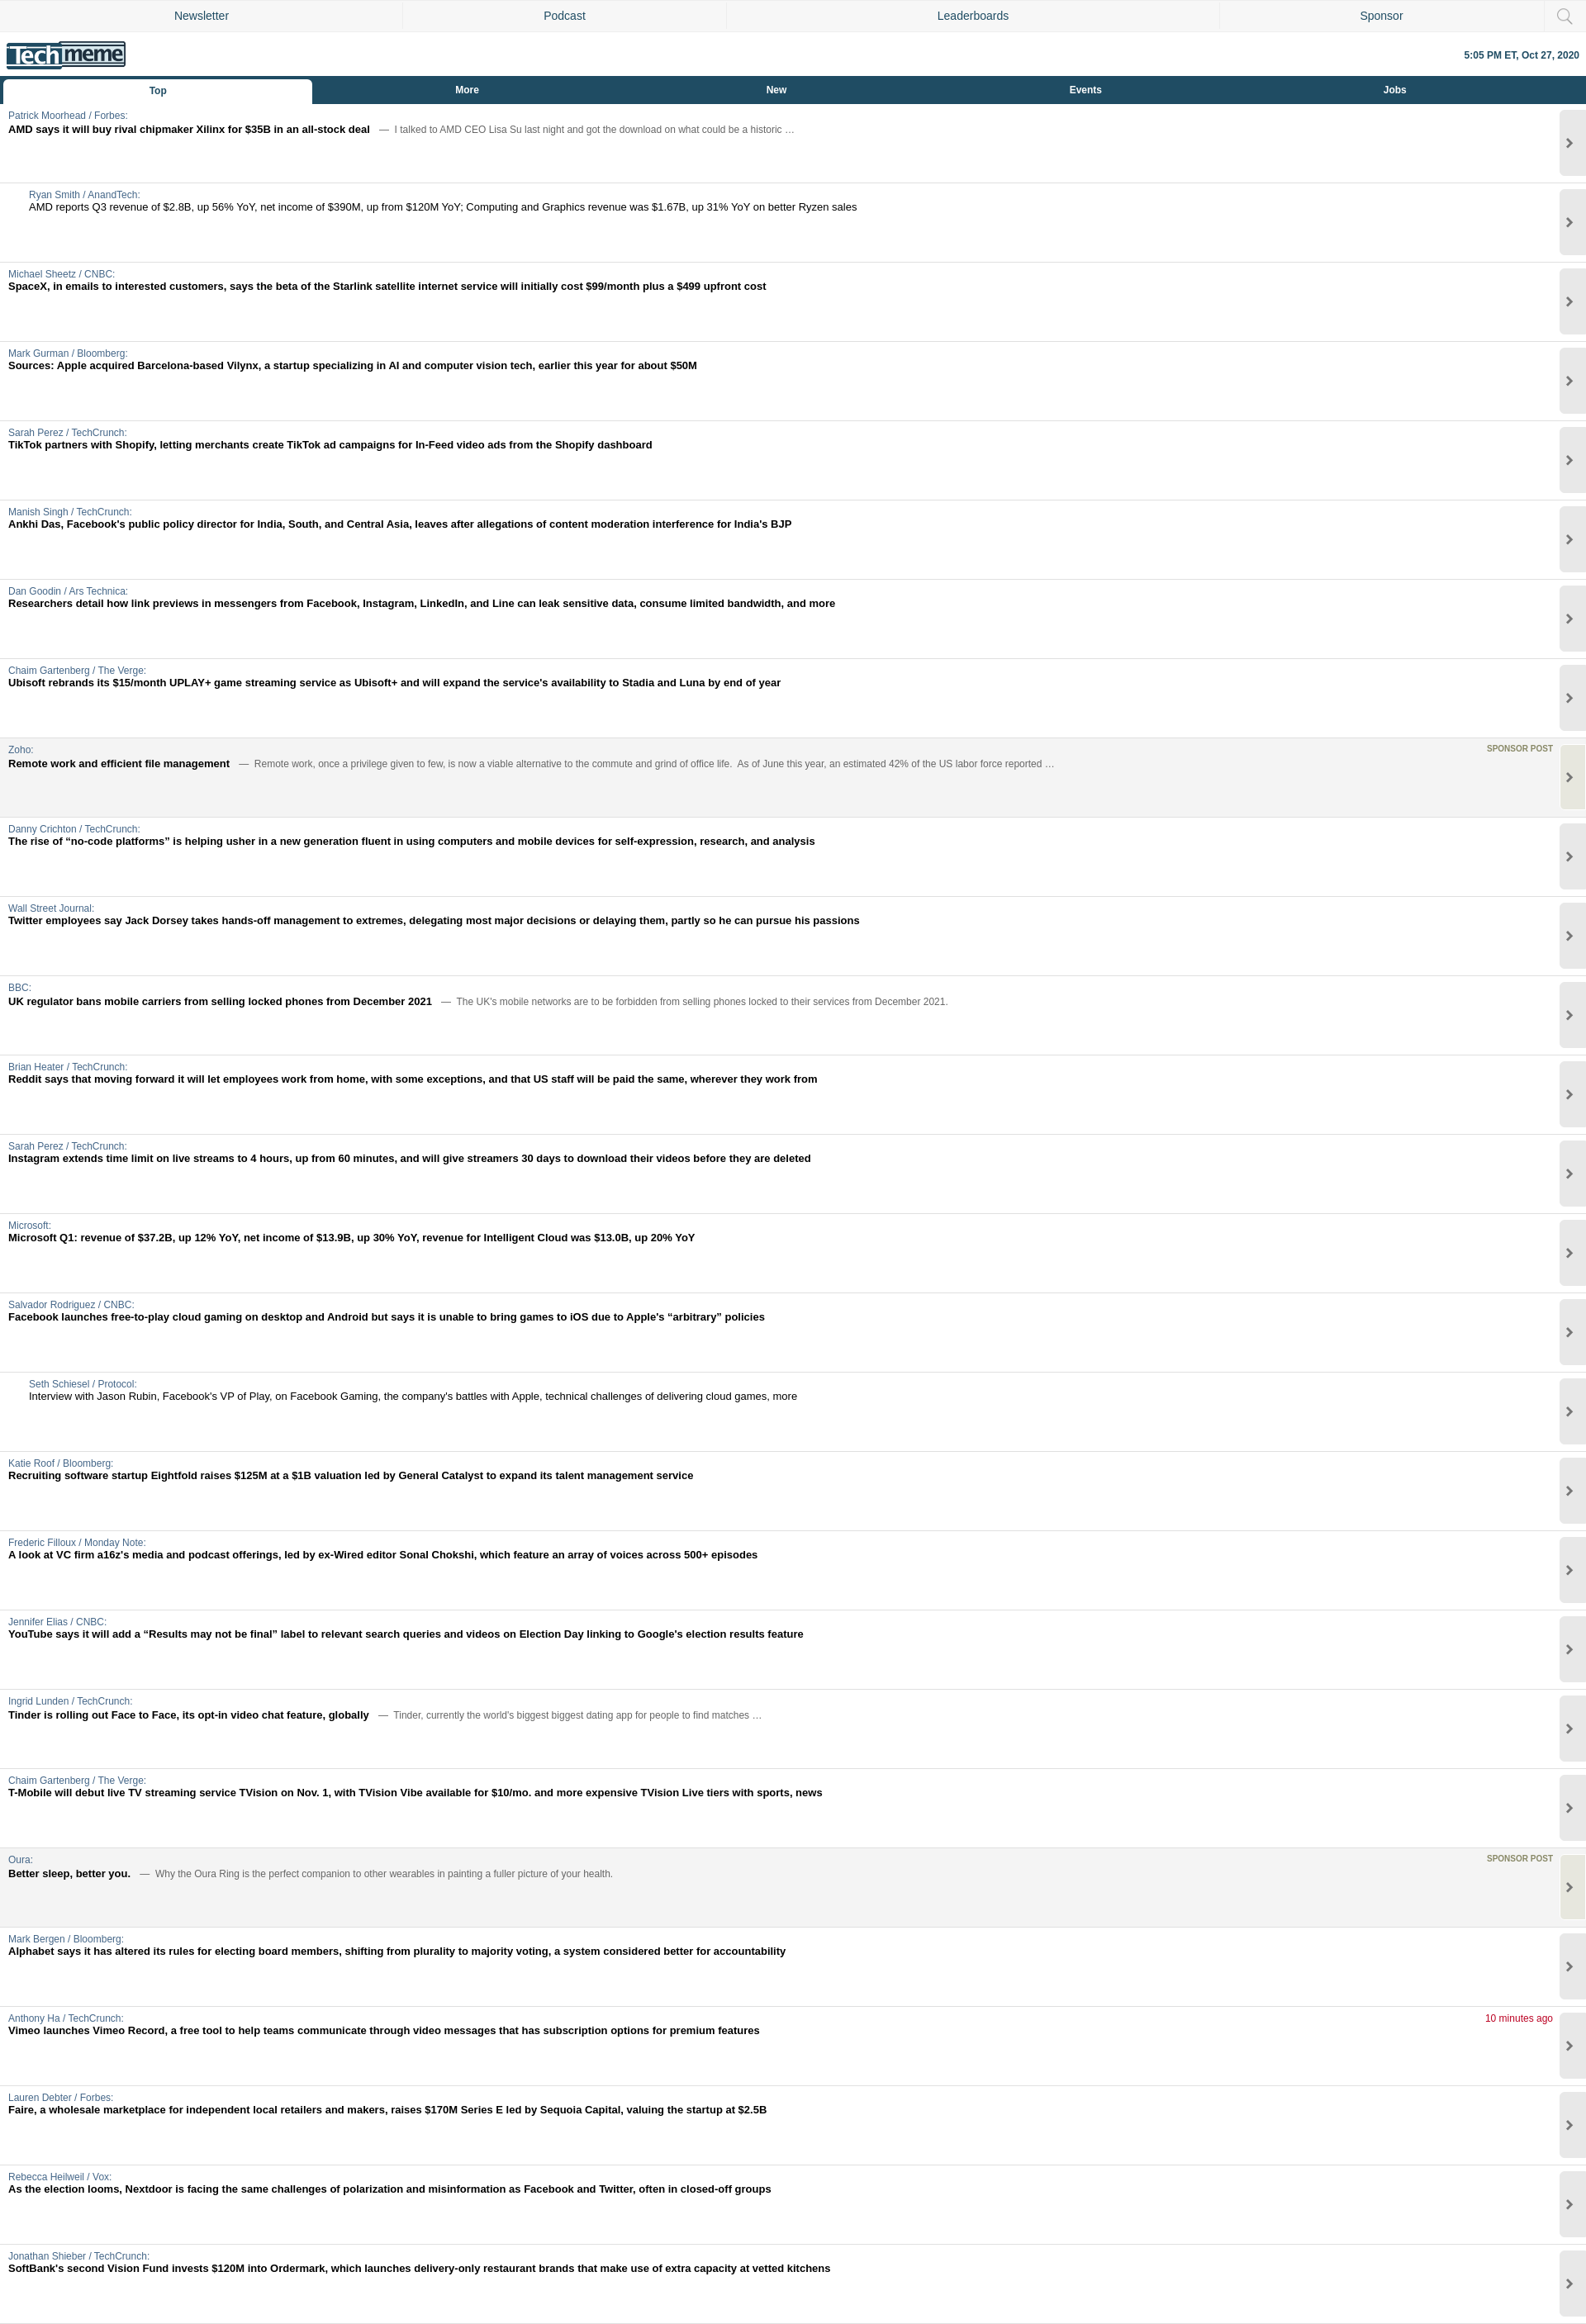 Newsletter
Podcast
Leaderboards
Sponsor
Techmeme
5:05 PM ET, Oct 27, 2020
Top
More
New
Events
Jobs
Patrick Moorhead / Forbes:
AMD says it will buy rival chipmaker Xilinx for $35B in an all-stock deal — I talked to AMD CEO Lisa Su last night and got the download on what could be a historic …
Ryan Smith / AnandTech:
AMD reports Q3 revenue of $2.8B, up 56% YoY, net income of $390M, up from $120M YoY; Computing and Graphics revenue was $1.67B, up 31% YoY on better Ryzen sales
Michael Sheetz / CNBC:
SpaceX, in emails to interested customers, says the beta of the Starlink satellite internet service will initially cost $99/month plus a $499 upfront cost
Mark Gurman / Bloomberg:
Sources: Apple acquired Barcelona-based Vilynx, a startup specializing in AI and computer vision tech, earlier this year for about $50M
Sarah Perez / TechCrunch:
TikTok partners with Shopify, letting merchants create TikTok ad campaigns for In-Feed video ads from the Shopify dashboard
Manish Singh / TechCrunch:
Ankhi Das, Facebook's public policy director for India, South, and Central Asia, leaves after allegations of content moderation interference for India's BJP
Dan Goodin / Ars Technica:
Researchers detail how link previews in messengers from Facebook, Instagram, LinkedIn, and Line can leak sensitive data, consume limited bandwidth, and more
Chaim Gartenberg / The Verge:
Ubisoft rebrands its $15/month UPLAY+ game streaming service as Ubisoft+ and will expand the service's availability to Stadia and Luna by end of year
Zoho:
SPONSOR POST
Remote work and efficient file management — Remote work, once a privilege given to few, is now a viable alternative to the commute and grind of office life. As of June this year, an estimated 42% of the US labor force reported …
Danny Crichton / TechCrunch:
The rise of “no-code platforms” is helping usher in a new generation fluent in using computers and mobile devices for self-expression, research, and analysis
Wall Street Journal:
Twitter employees say Jack Dorsey takes hands-off management to extremes, delegating most major decisions or delaying them, partly so he can pursue his passions
BBC:
UK regulator bans mobile carriers from selling locked phones from December 2021 — The UK's mobile networks are to be forbidden from selling phones locked to their services from December 2021.
Brian Heater / TechCrunch:
Reddit says that moving forward it will let employees work from home, with some exceptions, and that US staff will be paid the same, wherever they work from
Sarah Perez / TechCrunch:
Instagram extends time limit on live streams to 4 hours, up from 60 minutes, and will give streamers 30 days to download their videos before they are deleted
Microsoft:
Microsoft Q1: revenue of $37.2B, up 12% YoY, net income of $13.9B, up 30% YoY, revenue for Intelligent Cloud was $13.0B, up 20% YoY
Salvador Rodriguez / CNBC:
Facebook launches free-to-play cloud gaming on desktop and Android but says it is unable to bring games to iOS due to Apple's “arbitrary” policies
Seth Schiesel / Protocol:
Interview with Jason Rubin, Facebook's VP of Play, on Facebook Gaming, the company's battles with Apple, technical challenges of delivering cloud games, more
Katie Roof / Bloomberg:
Recruiting software startup Eightfold raises $125M at a $1B valuation led by General Catalyst to expand its talent management service
Frederic Filloux / Monday Note:
A look at VC firm a16z's media and podcast offerings, led by ex-Wired editor Sonal Chokshi, which feature an array of voices across 500+ episodes
Jennifer Elias / CNBC:
YouTube says it will add a “Results may not be final” label to relevant search queries and videos on Election Day linking to Google's election results feature
Ingrid Lunden / TechCrunch:
Tinder is rolling out Face to Face, its opt-in video chat feature, globally — Tinder, currently the world's biggest biggest dating app for people to find matches …
Chaim Gartenberg / The Verge:
T-Mobile will debut live TV streaming service TVision on Nov. 1, with TVision Vibe available for $10/mo. and more expensive TVision Live tiers with sports, news
Oura:
SPONSOR POST
Better sleep, better you. — Why the Oura Ring is the perfect companion to other wearables in painting a fuller picture of your health.
Mark Bergen / Bloomberg:
Alphabet says it has altered its rules for electing board members, shifting from plurality to majority voting, a system considered better for accountability
Anthony Ha / TechCrunch:
10 minutes ago
Vimeo launches Vimeo Record, a free tool to help teams communicate through video messages that has subscription options for premium features
Lauren Debter / Forbes:
Faire, a wholesale marketplace for independent local retailers and makers, raises $170M Series E led by Sequoia Capital, valuing the startup at $2.5B
Rebecca Heilweil / Vox:
As the election looms, Nextdoor is facing the same challenges of polarization and misinformation as Facebook and Twitter, often in closed-off groups
Jonathan Shieber / TechCrunch:
SoftBank's second Vision Fund invests $120M into Ordermark, which launches delivery-only restaurant brands that make use of extra capacity at vetted kitchens